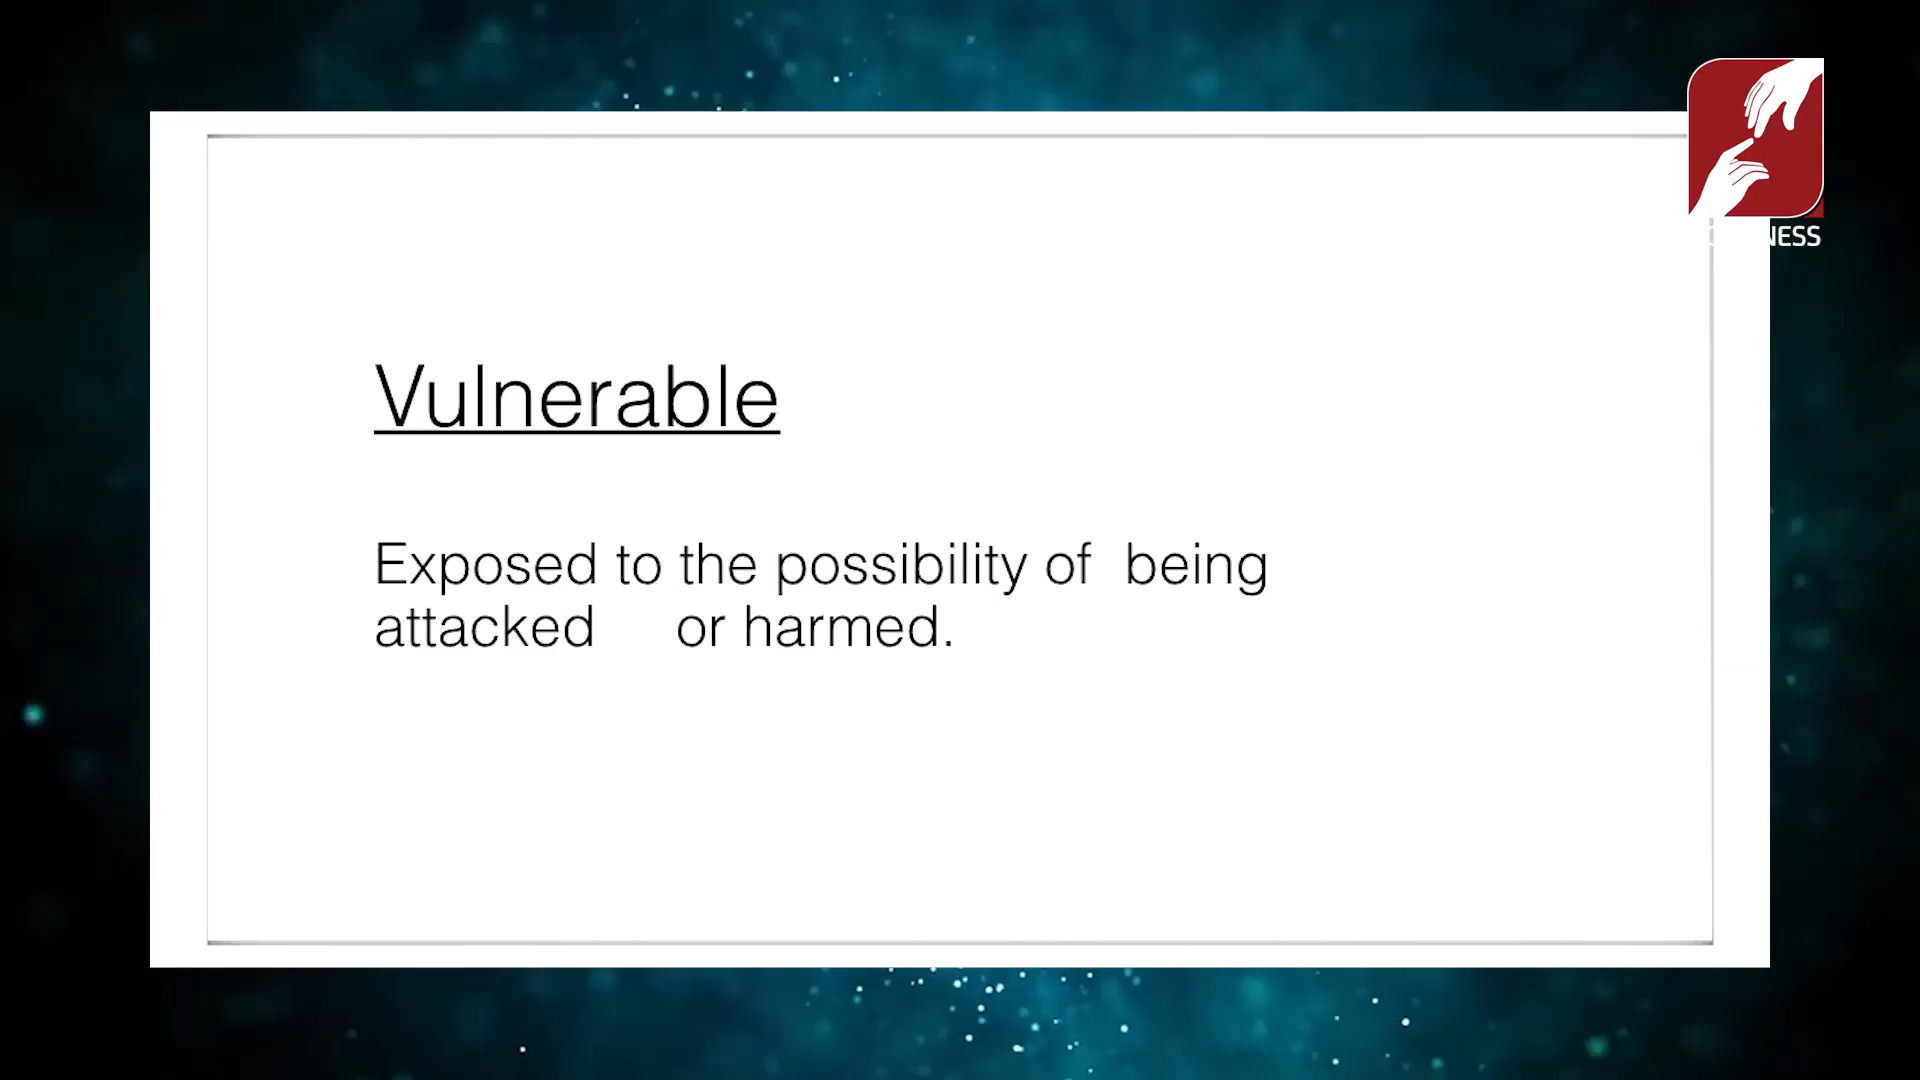 Vulnerable
Exposed to the possibility of  being
attacked     or harmed.